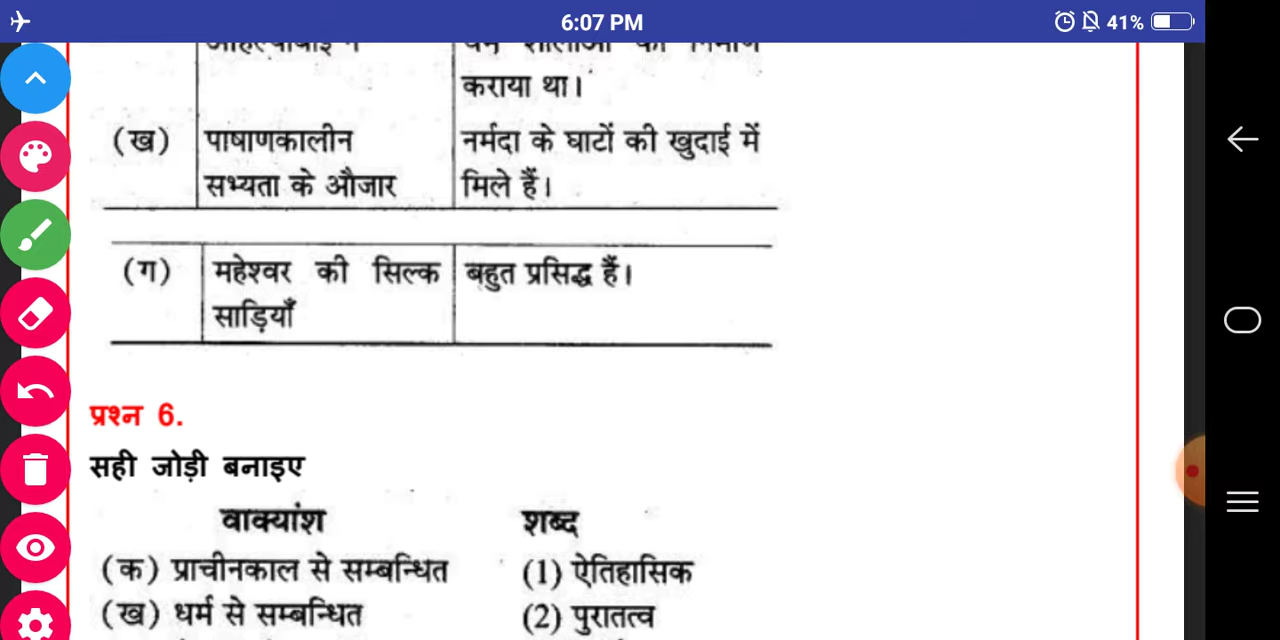 6:07 PM
41%
कराया था।
(ख) पाषाणकालीन नर्मदा के घाटों की खुदाई में
सभ्यता के औजार मिले हैं।
(ग) महेश्वर की सिल्क बहुत प्रसिद्ध हैं।
साड़ियाँ
प्रश्न 6.
सही जोड़ी बनाइए
वाक्यांश शब्द
(क) प्राचीनकाल से सम्बन्धित (1) ऐतिहासिक
(ख) धर्म से सम्बन्धित (2) पुरातत्व